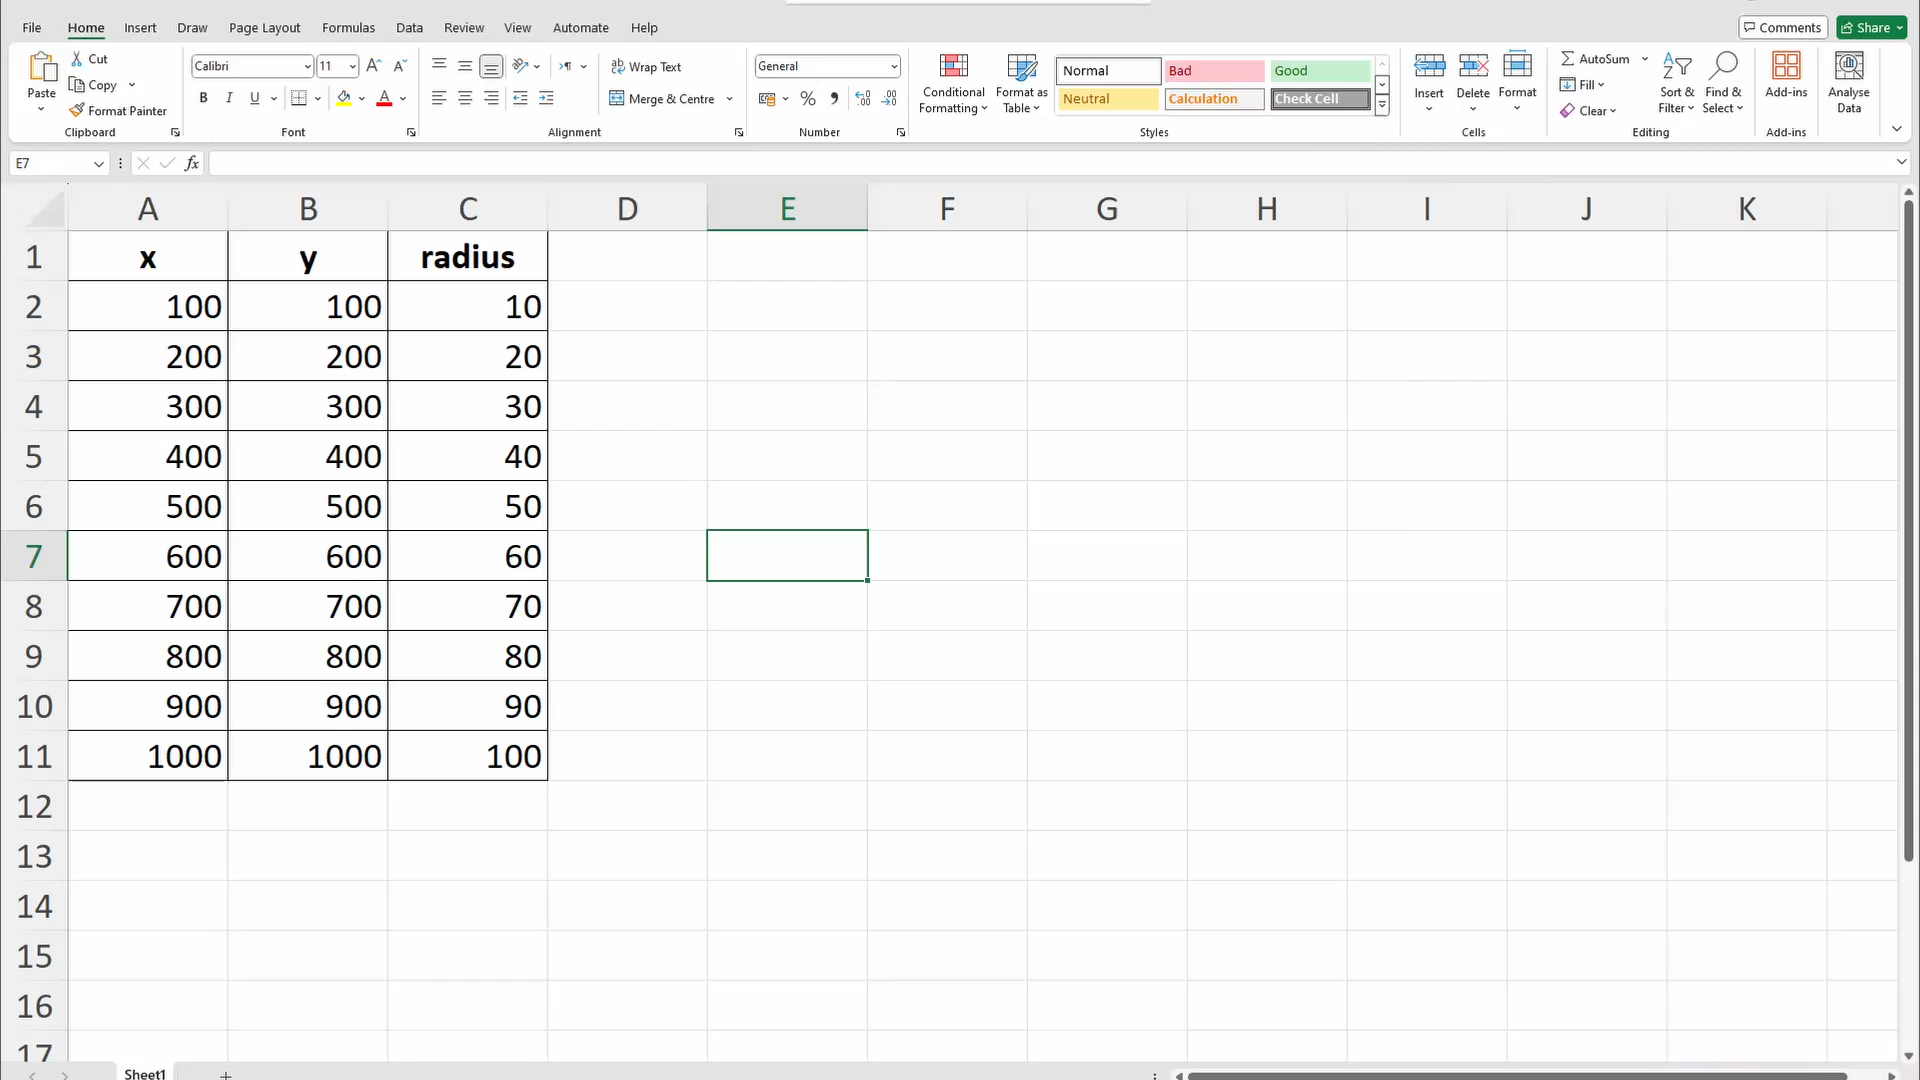 File Home Insert Draw Page Layout Formulas Data Review View Automate Help Comments Share
Paste Cut Copy Format Painter Clipboard
Calibri 11 B I U Font
ab Wrap Text Merge & Centre Alignment
General % Number
Conditional Formatting Format as Table Normal Bad Good Neutral Calculation Check Cell Styles
Insert Delete Format Cells
AutoSum Fill Clear Sort & Filter Find & Select Editing
Add-ins Add-ins
Analyse Data
E7 fx
A B C D E F G H I J K
1 x y radius
2 100 100 10
3 200 200 20
4 300 300 30
5 400 400 40
6 500 500 50
7 600 600 60
8 700 700 70
9 800 800 80
10 900 900 90
11 1000 1000 100
12
13
14
15
16
17
Sheet1 +